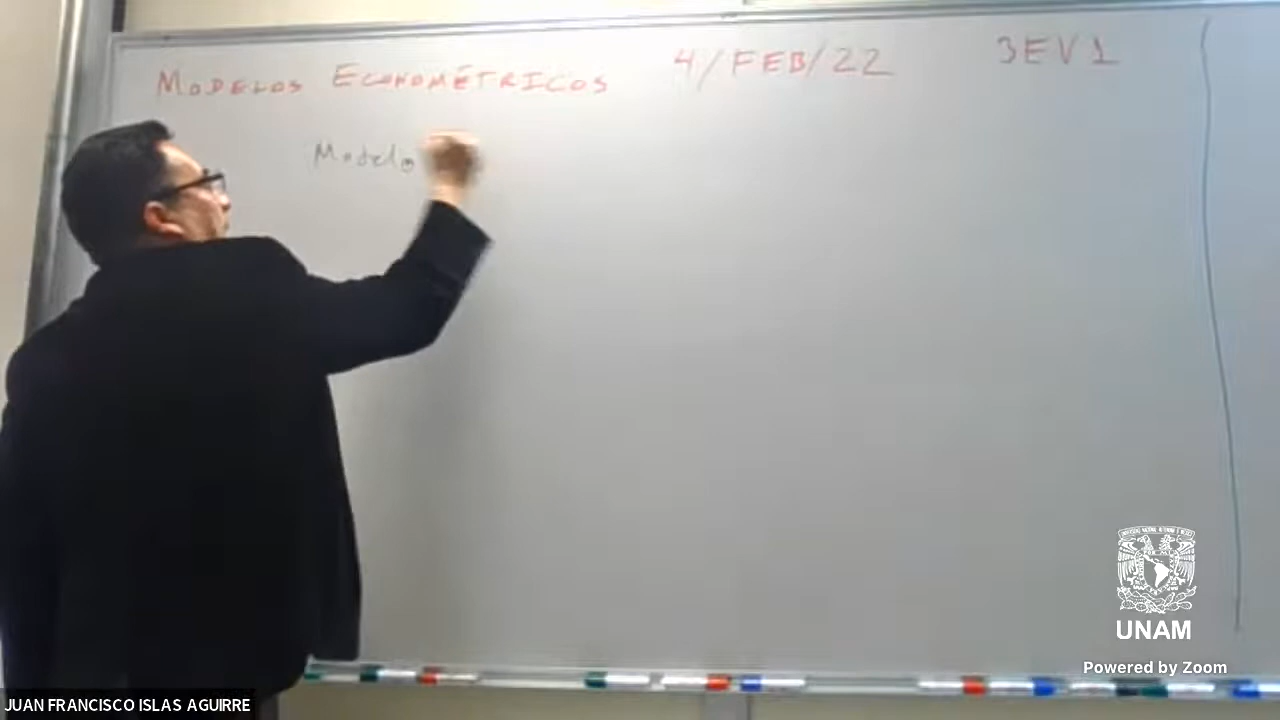 MODELOS ECONOMÉTRICOS 4/FEB/22 3EV1
Modelo
UNAM
Powered by Zoom
JUAN FRANCISCO ISLAS AGUIRRE